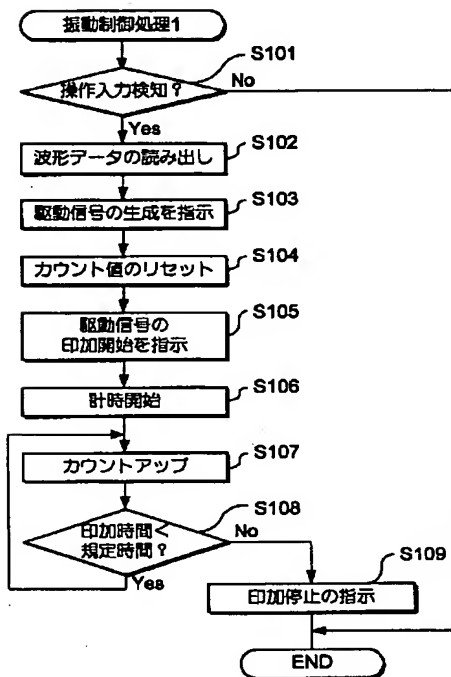 振動制御処理1
S101
操作入力検知？
No
Yes
S102
波形データの読み出し
S103
駆動信号の生成を指示
S104
カウント値のリセット
S105
駆動信号の
印加開始を指示
S106
計時開始
S107
カウントアップ
S108
印加時間<
規定時間？
No
Yes
S109
印加停止の指示
END